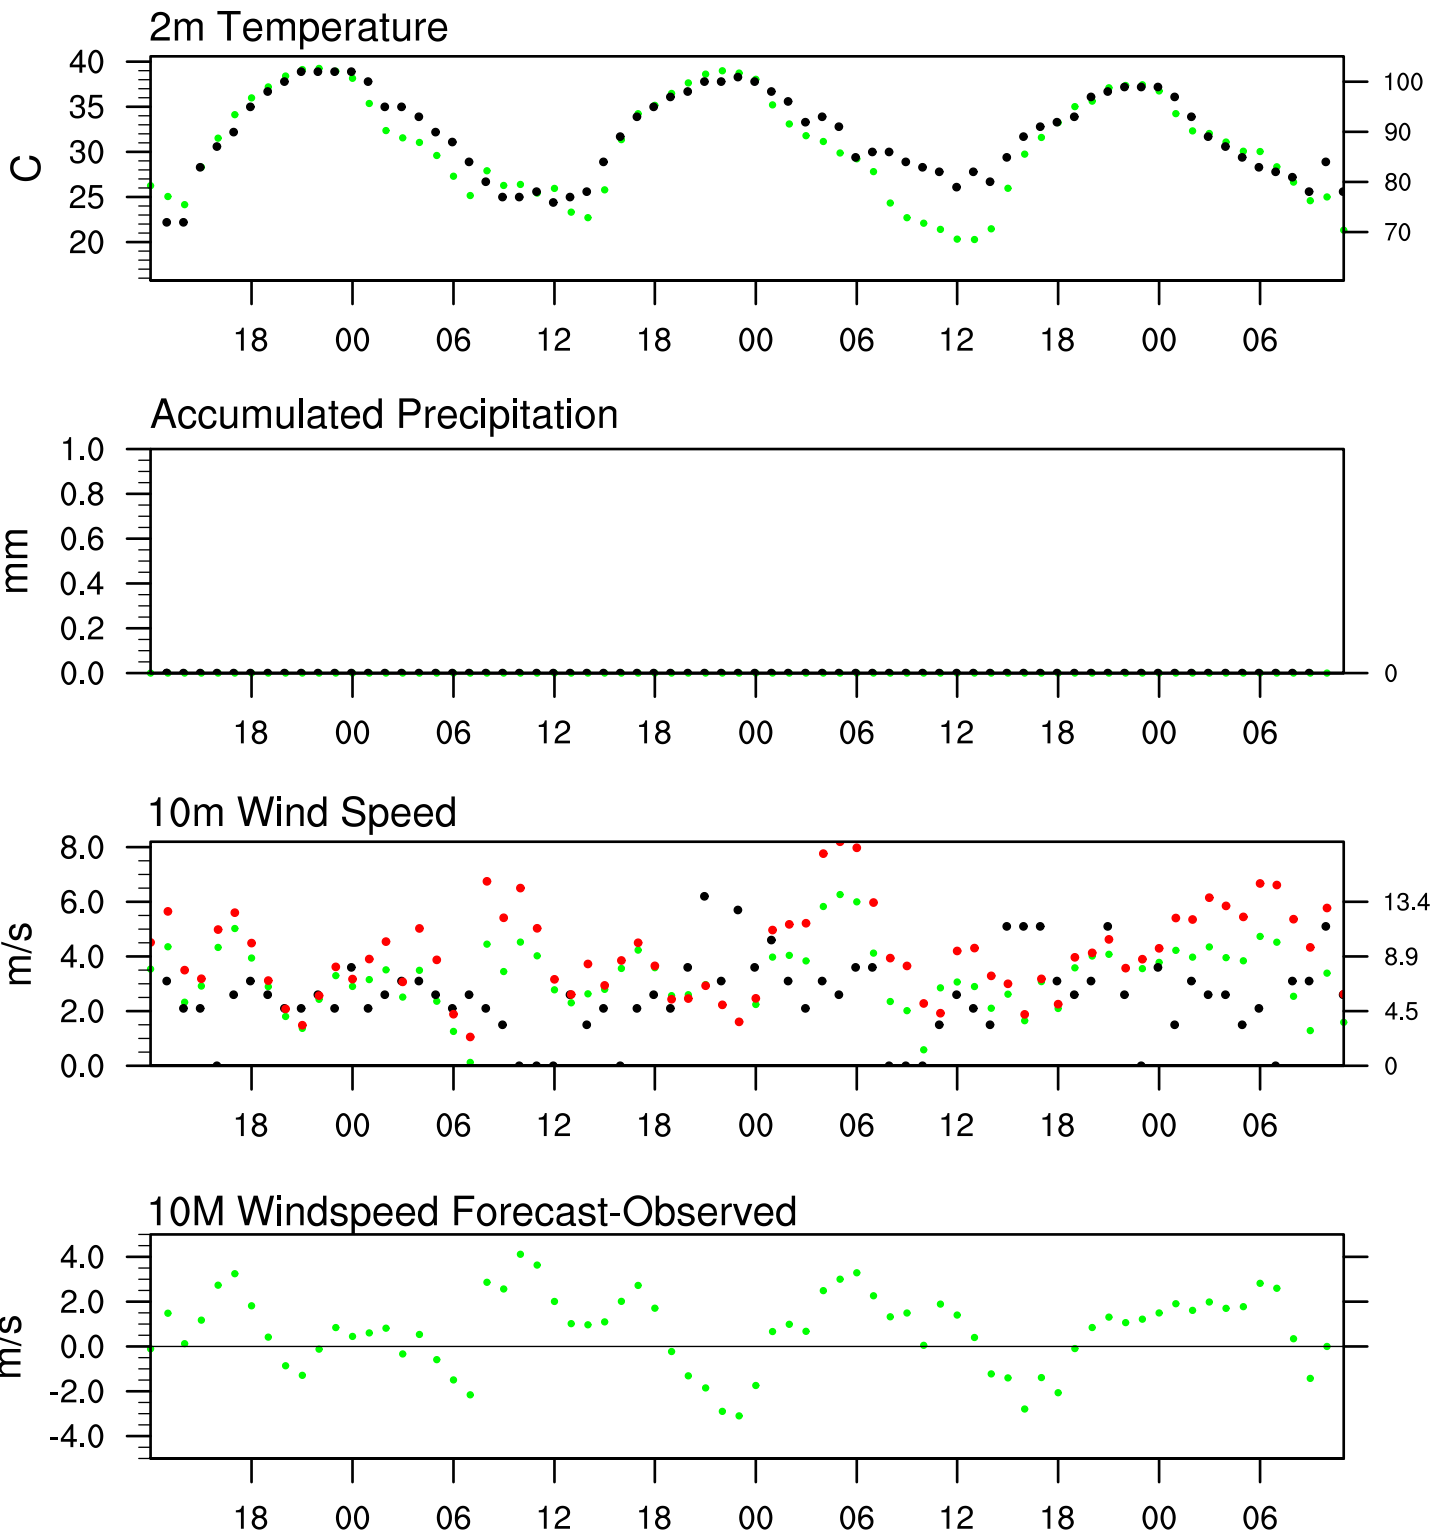 2m Temperature
40
35
30
25
20
C
100
90
80
70
18 00 06 12 18 00 06 12 18 00 06
Accumulated Precipitation
1.0
0.8
0.6
0.4
0.2
0.0
mm
0
18 00 06 12 18 00 06 12 18 00 06
10m Wind Speed
8.0
6.0
4.0
2.0
0.0
m/s
13.4
8.9
4.5
0
18 00 06 12 18 00 06 12 18 00 06
10M Windspeed Forecast-Observed
4.0
2.0
0.0
-2.0
-4.0
m/s
18 00 06 12 18 00 06 12 18 00 06